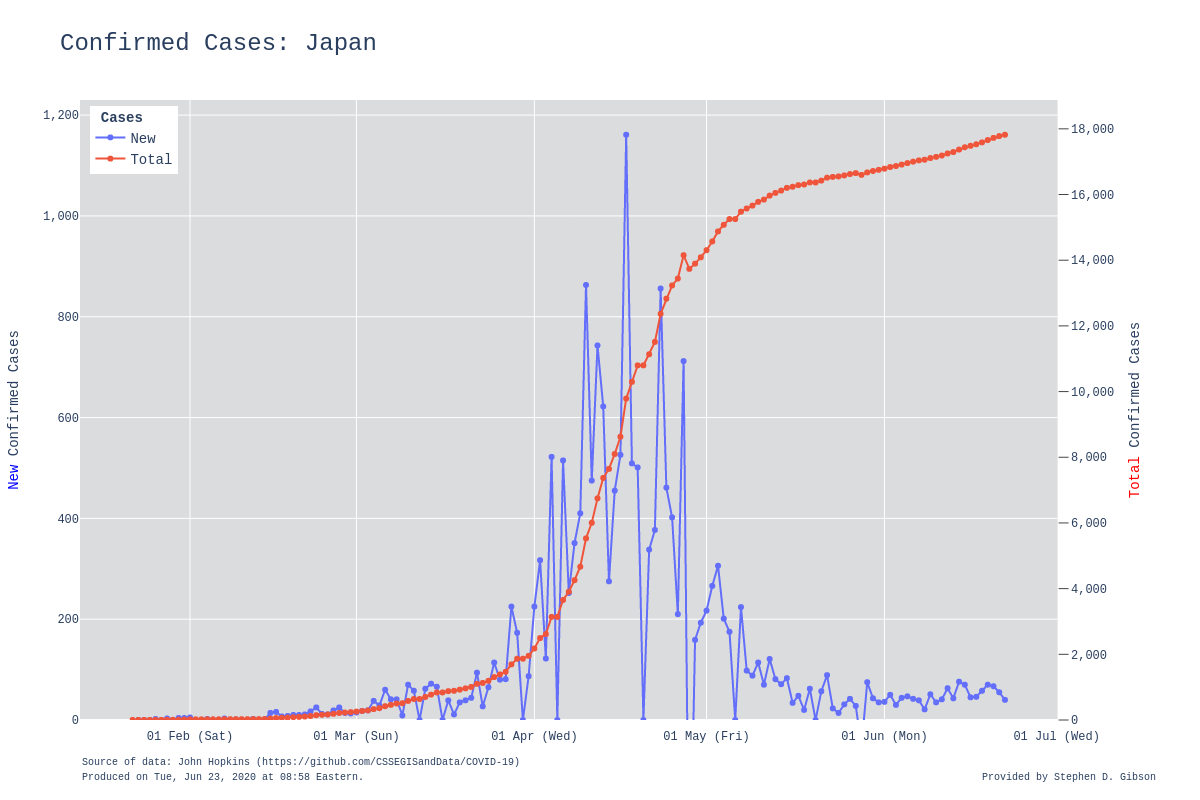 Confirmed Cases: Japan
Cases
New
Total
1,200
1,000
800
600
400
200
0
18,000
16,000
14,000
12,000
10,000
8,000
6,000
4,000
2,000
0
New Confirmed Cases
Total Confirmed Cases
01 Feb (Sat) 01 Mar (Sun) 01 Apr (Wed) 01 May (Fri) 01 Jun (Mon) 01 Jul (Wed)
Source of data: John Hopkins (https://github.com/CSSEGISandData/COVID-19)
Produced on Tue, Jun 23, 2020 at 08:58 Eastern.
Provided by Stephen D. Gibson